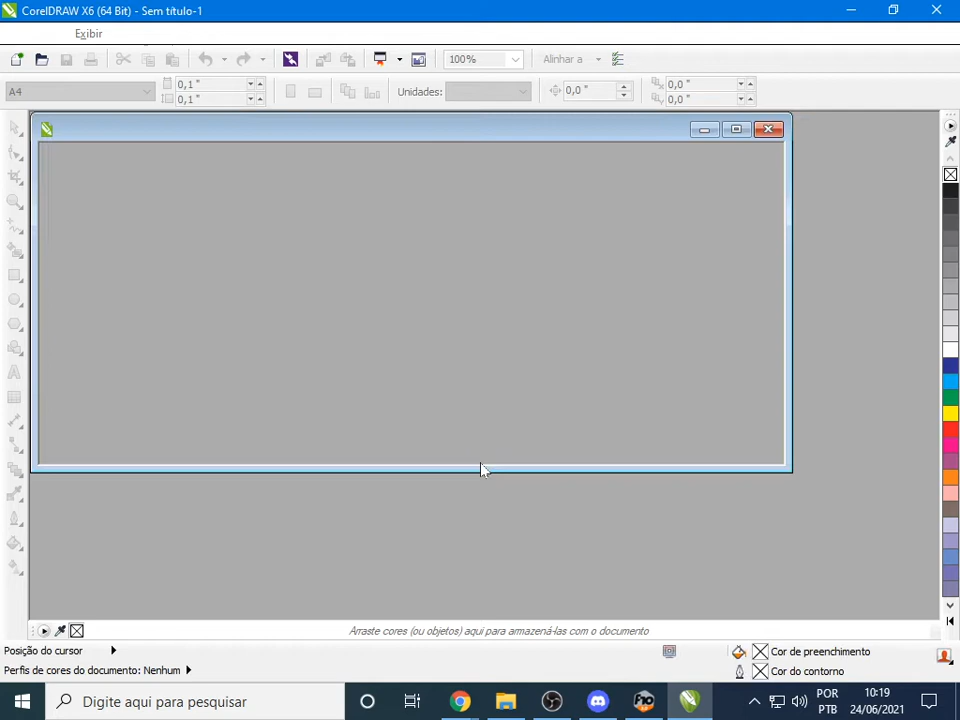 CorelDRAW X6 (64 Bit) - Sem título-1
Exibir
100%
Alinhar a
A4
0,1 "
0,1 "
Unidades:
0,0 "
0,0 "
0,0 "
Arraste cores (ou objetos) aqui para armazená-las com o documento
Posição do cursor
Cor de preenchimento
Perfis de cores do documento: Nenhum
Cor do contorno
Digite aqui para pesquisar
POR
PTB
10:19
24/06/2021